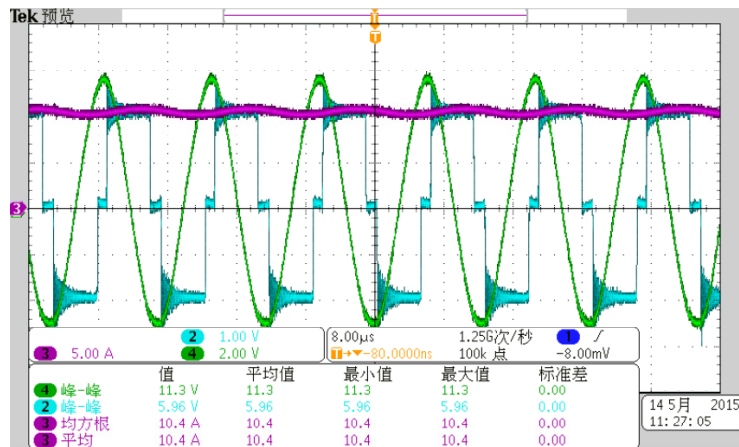 Tek 预览
T
T
3
2 1.00 V
3 5.00 A 4 2.00 V
8.00µs 1.25G次/秒 1 ∫
T→▼-80.0000ns 100k 点 -8.00mV
值 平均值 最小值 最大值 标准差
4 峰-峰 11.3 V 11.3 11.3 11.3 0.00
2 峰-峰 5.96 V 5.96 5.96 5.96 0.00
3 均方根 10.4 A 10.4 10.4 10.4 0.00
3 平均 10.4 A 10.4 10.4 10.4 0.00
14 5月 2015
11:27:05